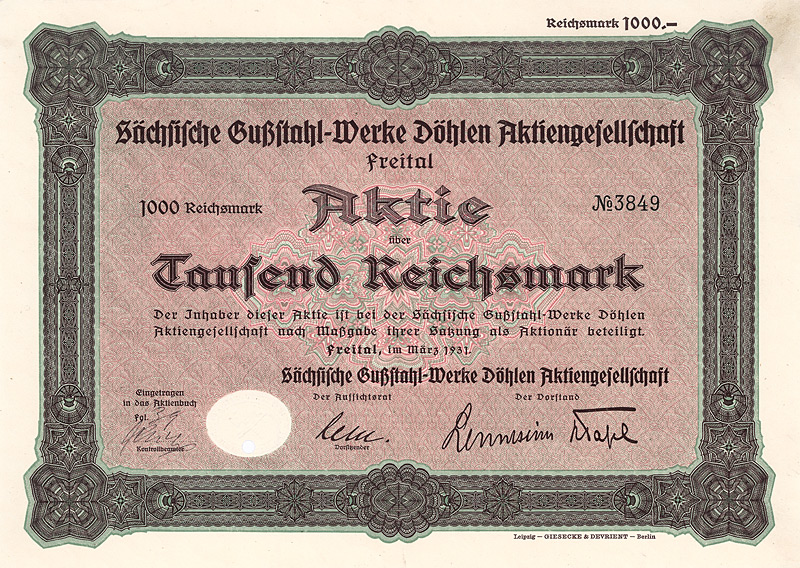 Reichsmark 1000.–
Sächsische Gußstahl-Werke Döhlen Aktiengesellschaft
Freital
1000 Reichsmark
Aktie
№3849
über
Tausend Reichsmark
Der Inhaber dieser Aktie ist bei der Sächsische Gußstahl-Werke Döhlen
Aktiengesellschaft nach Maßgabe ihrer Satzung als Aktionär beteiligt.
Freital, im März 1931.
Sächsische Gußstahl-Werke Döhlen Aktiengesellschaft
Der Aufsichtsrat
Der Vorstand
Eingetragen
in das Aktienbuch
Fol. 39
Kontrollbeamter
Vorsitzender
Leipzig – GIESECKE & DEVRIENT – Berlin